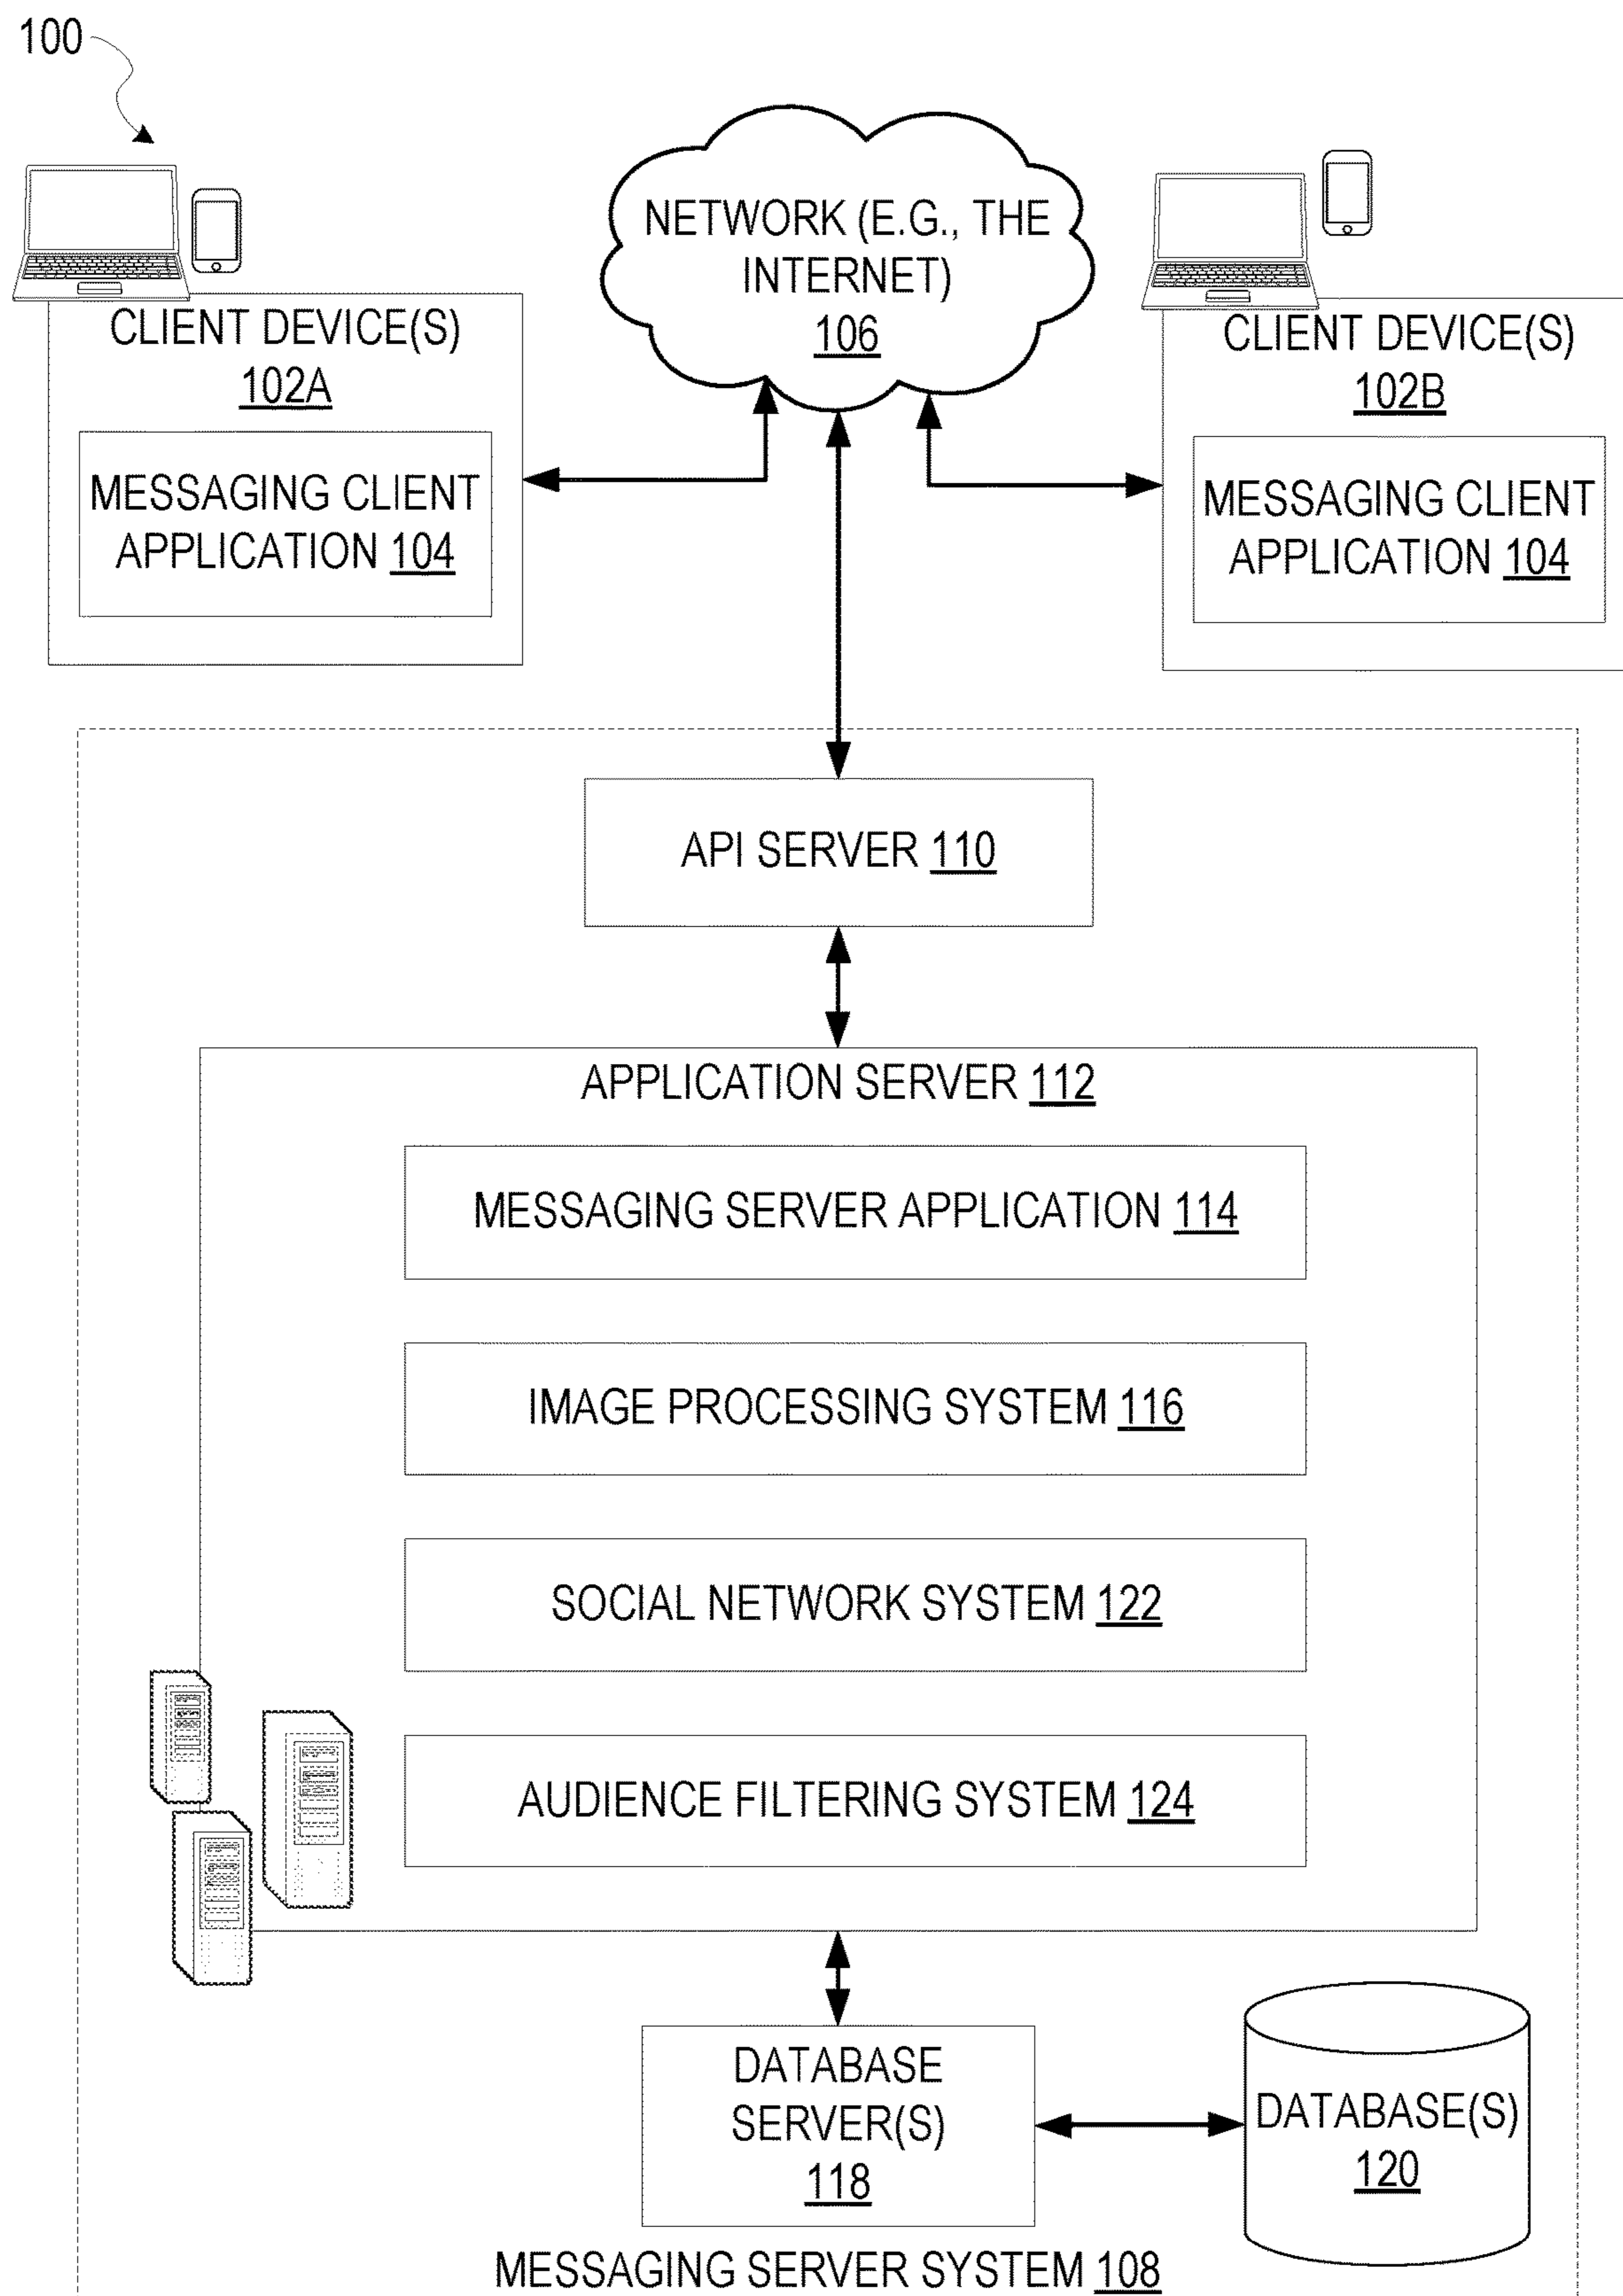 100
NETWORK (E.G., THE
INTERNET)
106
CLIENT DEVICE(S)
102A
MESSAGING CLIENT
APPLICATION 104
CLIENT DEVICE(S)
102B
MESSAGING CLIENT
APPLICATION 104
API SERVER 110
APPLICATION SERVER 112
MESSAGING SERVER APPLICATION 114
IMAGE PROCESSING SYSTEM 116
SOCIAL NETWORK SYSTEM 122
AUDIENCE FILTERING SYSTEM 124
DATABASE
SERVER(S)
118
DATABASE(S)
120
MESSAGING SERVER SYSTEM 108